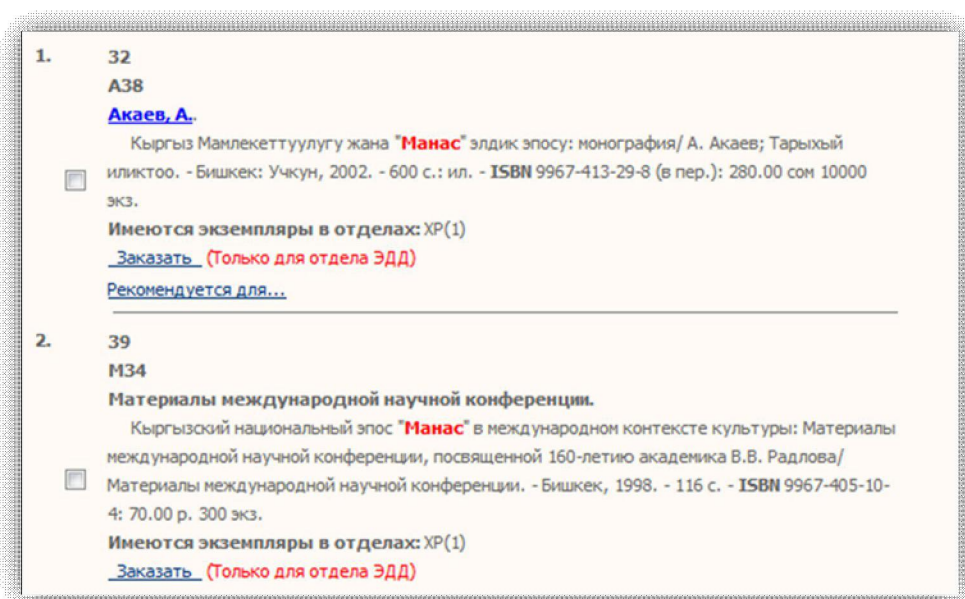 1. 32
А38
Акаев, А..
Кыргыз Мамлекеттуулугу жана "Манас" элдик эпосу: монография/ А. Акаев; Тарыхый
иликтоо. - Бишкек: Учкун, 2002. - 600 с.: ил. - ISBN 9967-413-29-8 (в пер.): 280.00 сом 10000
экз.
Имеются экземпляры в отделах: ХР(1)
Заказать (Только для отдела ЭДД)
Рекомендуется для...
2. 39
М34
Материалы международной научной конференции.
Кыргызский национальный эпос "Манас" в международном контексте культуры: Материалы
международной научной конференции, посвященной 160-летию академика В.В. Радлова/
Материалы международной научной конференции. - Бишкек, 1998. - 116 с. - ISBN 9967-405-10-
4: 70.00 р. 300 экз.
Имеются экземпляры в отделах: ХР(1)
Заказать (Только для отдела ЭДД)